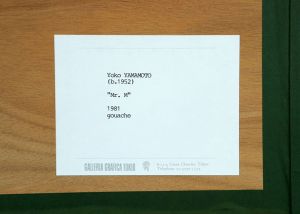 Yoko YAMAMOTO
(b.1952)
"Mr. M"
1981
gouache
GALLERIA GRAFICA TOKIO